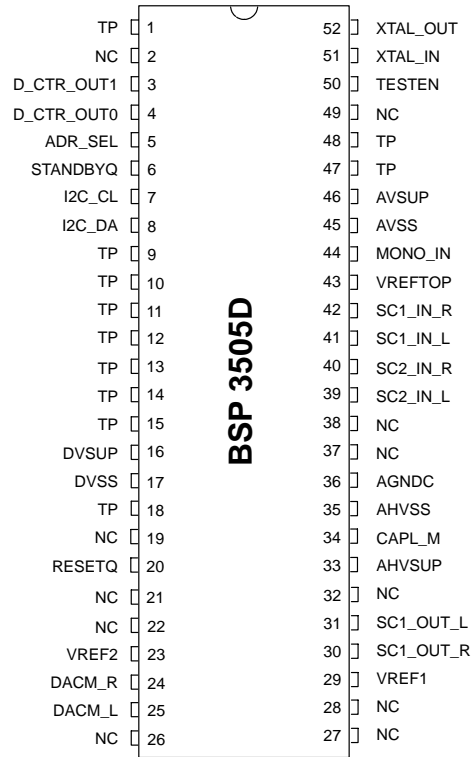 TP 1 52 XTAL_OUT
NC 2 51 XTAL_IN
D_CTR_OUT1 3 50 TESTEN
D_CTR_OUT0 4 49 NC
ADR_SEL 5 48 TP
STANDBYQ 6 47 TP
I2C_CL 7 46 AVSUP
I2C_DA 8 45 AVSS
TP 9 44 MONO_IN
TP 10 43 VREFTOP
TP 11 42 SC1_IN_R
TP 12 41 SC1_IN_L
TP 13 40 SC2_IN_R
TP 14 39 SC2_IN_L
TP 15 38 NC
DVSUP 16 37 NC
DVSS 17 36 AGNDC
TP 18 35 AHVSS
NC 19 34 CAPL_M
RESETQ 20 33 AHVSUP
NC 21 32 NC
NC 22 31 SC1_OUT_L
VREF2 23 30 SC1_OUT_R
DACM_R 24 29 VREF1
DACM_L 25 28 NC
NC 26 27 NC
BSP 3505D